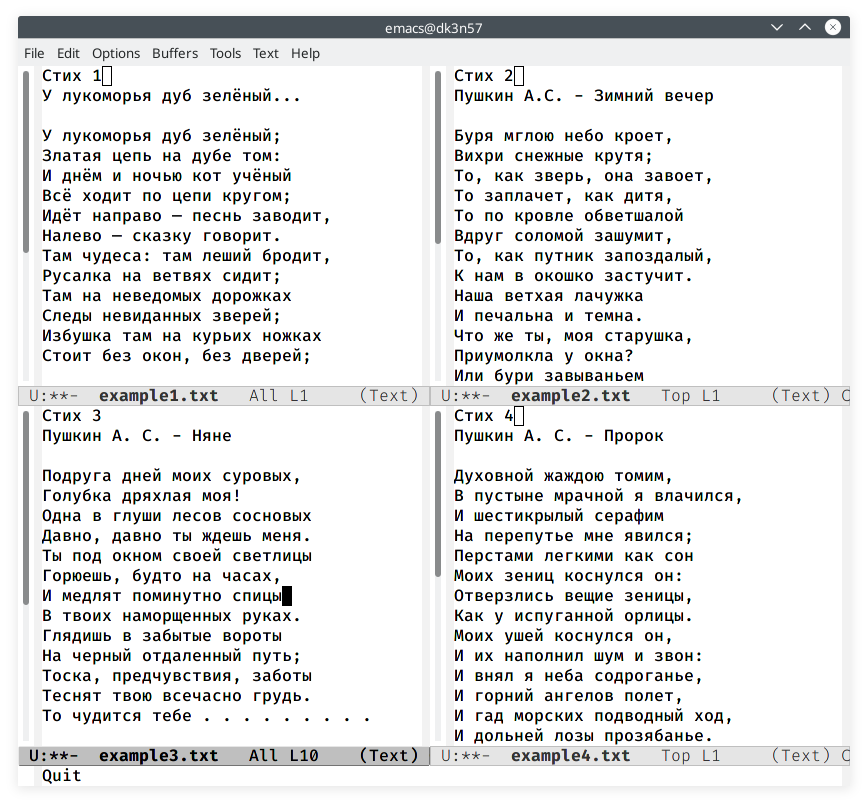 emacs@dk3n57
File Edit Options Buffers Tools Text Help
Стих 1
У лукоморья дуб зелёный...
У лукоморья дуб зелёный;
Златая цепь на дубе том:
И днём и ночью кот учёный
Всё ходит по цепи кругом;
Идёт направо — песнь заводит,
Налево — сказку говорит.
Там чудеса: там леший бродит,
Русалка на ветвях сидит;
Там на неведомых дорожках
Следы невиданных зверей;
Избушка там на курьих ножках
Стоит без окон, без дверей;
U:**-  example1.txt   All L1     (Text)
Стих 2
Пушкин А.С. - Зимний вечер
Буря мглою небо кроет,
Вихри снежные крутя;
То, как зверь, она завоет,
То заплачет, как дитя,
То по кровле обветшалой
Вдруг соломой зашумит,
То, как путник запоздалый,
К нам в окошко застучит.
Наша ветхая лачужка
И печальна и темна.
Что же ты, моя старушка,
Приумолкла у окна?
Или бури завываньем
U:**-  example2.txt   Top L1     (Text) C
Стих 3
Пушкин А. С. - Няне
Подруга дней моих суровых,
Голубка дряхлая моя!
Одна в глуши лесов сосновых
Давно, давно ты ждешь меня.
Ты под окном своей светлицы
Горюешь, будто на часах,
И медлят поминутно спицы
В твоих наморщенных руках.
Глядишь в забытые вороты
На черный отдаленный путь;
Тоска, предчувствия, заботы
Теснят твою всечасно грудь.
То чудится тебе . . . . . . . . .
U:**-  example3.txt   All L10    (Text)
Стих 4
Пушкин А. С. - Пророк
Духовной жаждою томим,
В пустыне мрачной я влачился,
И шестикрылый серафим
На перепутье мне явился;
Перстами легкими как сон
Моих зениц коснулся он:
Отверзлись вещие зеницы,
Как у испуганной орлицы.
Моих ушей коснулся он,
И их наполнил шум и звон:
И внял я неба содроганье,
И горний ангелов полет,
И гад морских подводный ход,
И дольней лозы прозябанье.
U:**-  example4.txt   Top L1     (Text) C
Quit